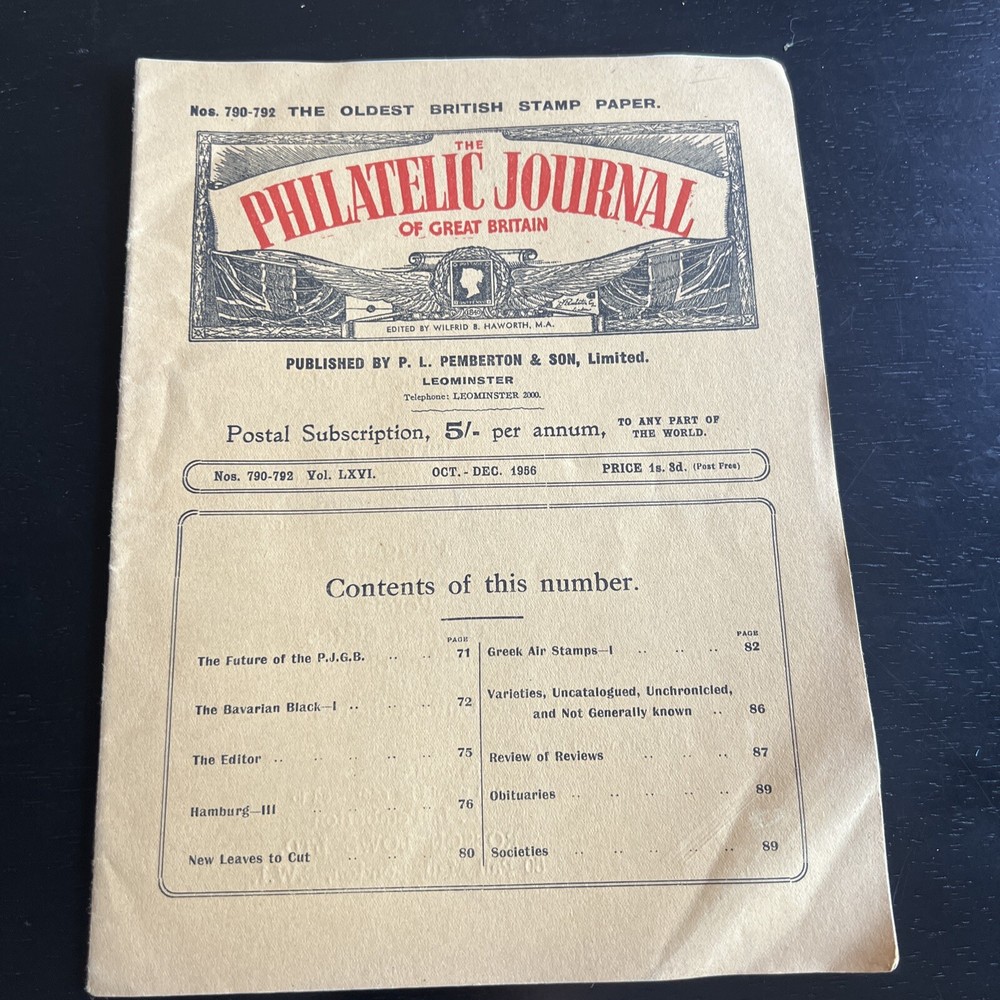 Nos. 790-792 THE OLDEST BRITISH STAMP PAPER.
THE
PHILATELIC JOURNAL
OF GREAT BRITAIN
EDITED BY WILFRID B. HAWORTH, M.A.
PUBLISHED BY P. L. PEMBERTON & SON, Limited.
LEOMINSTER
Telephone: LEOMINSTER 2000.
Postal Subscription, 5/- per annum, TO ANY PART OF THE WORLD.
Nos. 790-792 Vol. LXVI. OCT. - DEC. 1956 PRICE 1s. 3d. (Post Free)
Contents of this number.
PAGE
The Future of the P.J.G.B. .. .. 71
The Bavarian Black—I .. .. .. 72
The Editor .. .. .. .. .. 75
Hamburg—III .. .. .. .. 76
New Leaves to Cut .. .. .. 80
PAGE
Greek Air Stamps—I .. .. .. 82
Varieties, Uncatalogued, Unchronicled,
and Not Generally known .. 86
Review of Reviews .. .. .. 87
Obituaries .. .. .. .. .. 89
Societies .. .. .. .. .. 89